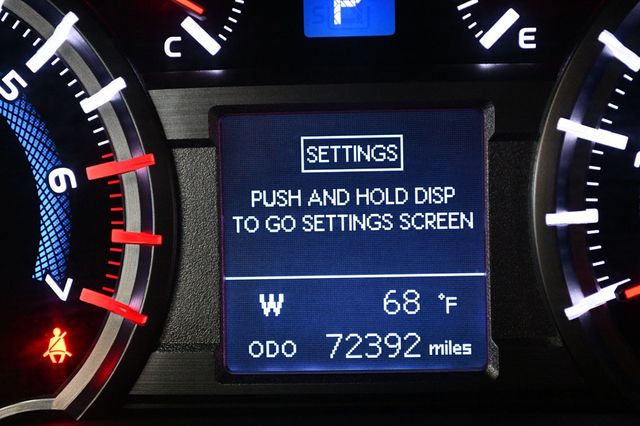 P
C
E
5
6
7
SETTINGS
PUSH AND HOLD DISP
TO GO SETTINGS SCREEN
W 68 °F
ODO 72392 miles